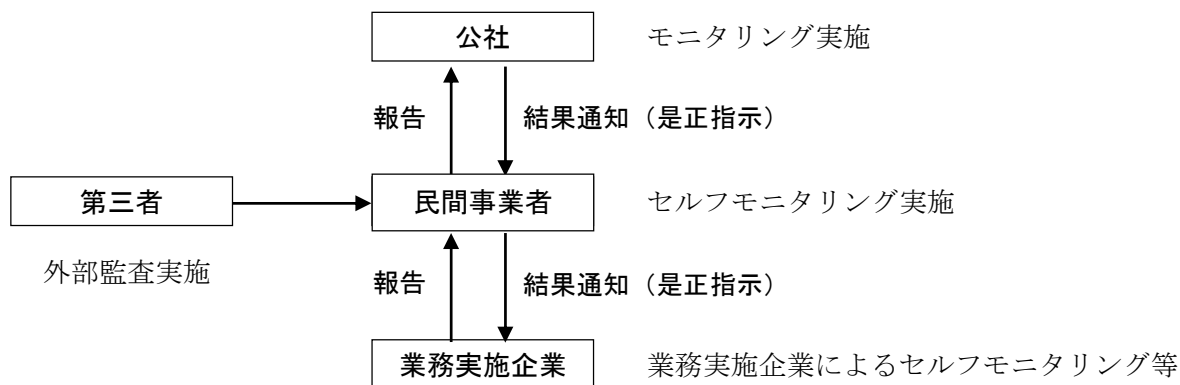 公社 モニタリング実施
報告 結果通知(是正指示)
第三者 民間事業者 セルフモニタリング実施
外部監査実施
報告 結果通知(是正指示)
業務実施企業 業務実施企業によるセルフモニタリング等